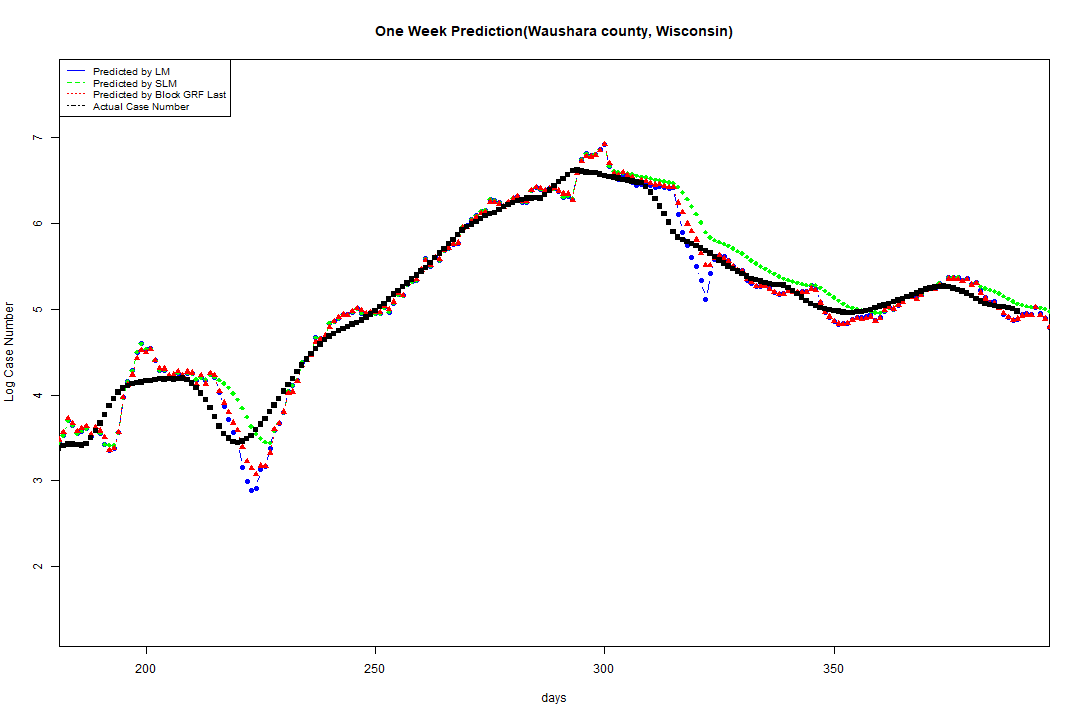 One Week Prediction(Waushara county, Wisconsin)
Predicted by LM
Predicted by SLM
Predicted by Block GRF Last
Actual Case Number
7
6
5
4
3
2
Log Case Number
200 250 300 350
days